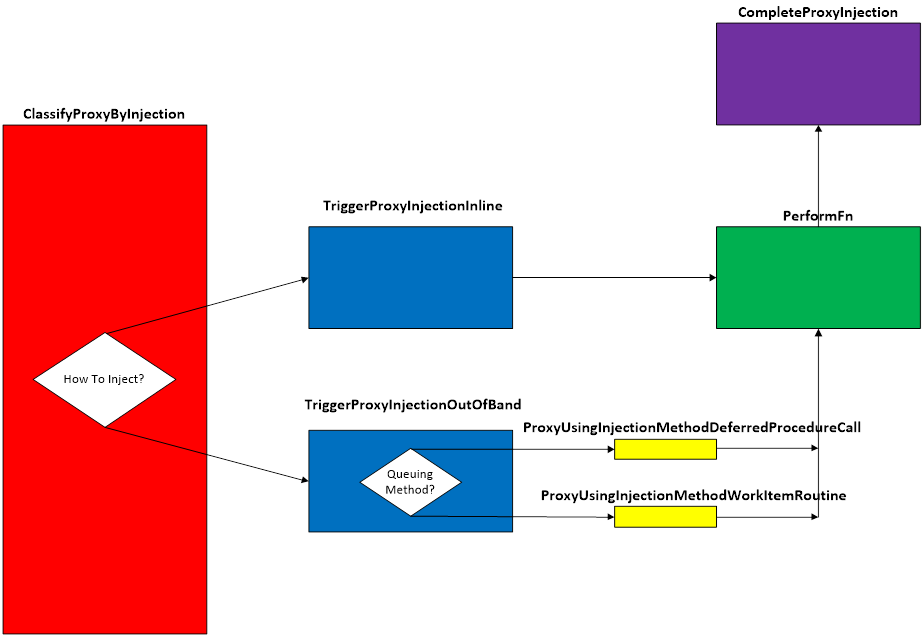 CompleteProxyInjection
ClassifyProxyByInjection
TriggerProxyInjectionInline
PerformFn
How To Inject?
TriggerProxyInjectionOutOfBand
ProxyUsingInjectionMethodDeferredProcedureCall
Queuing
Method?
ProxyUsingInjectionMethodWorkItemRoutine